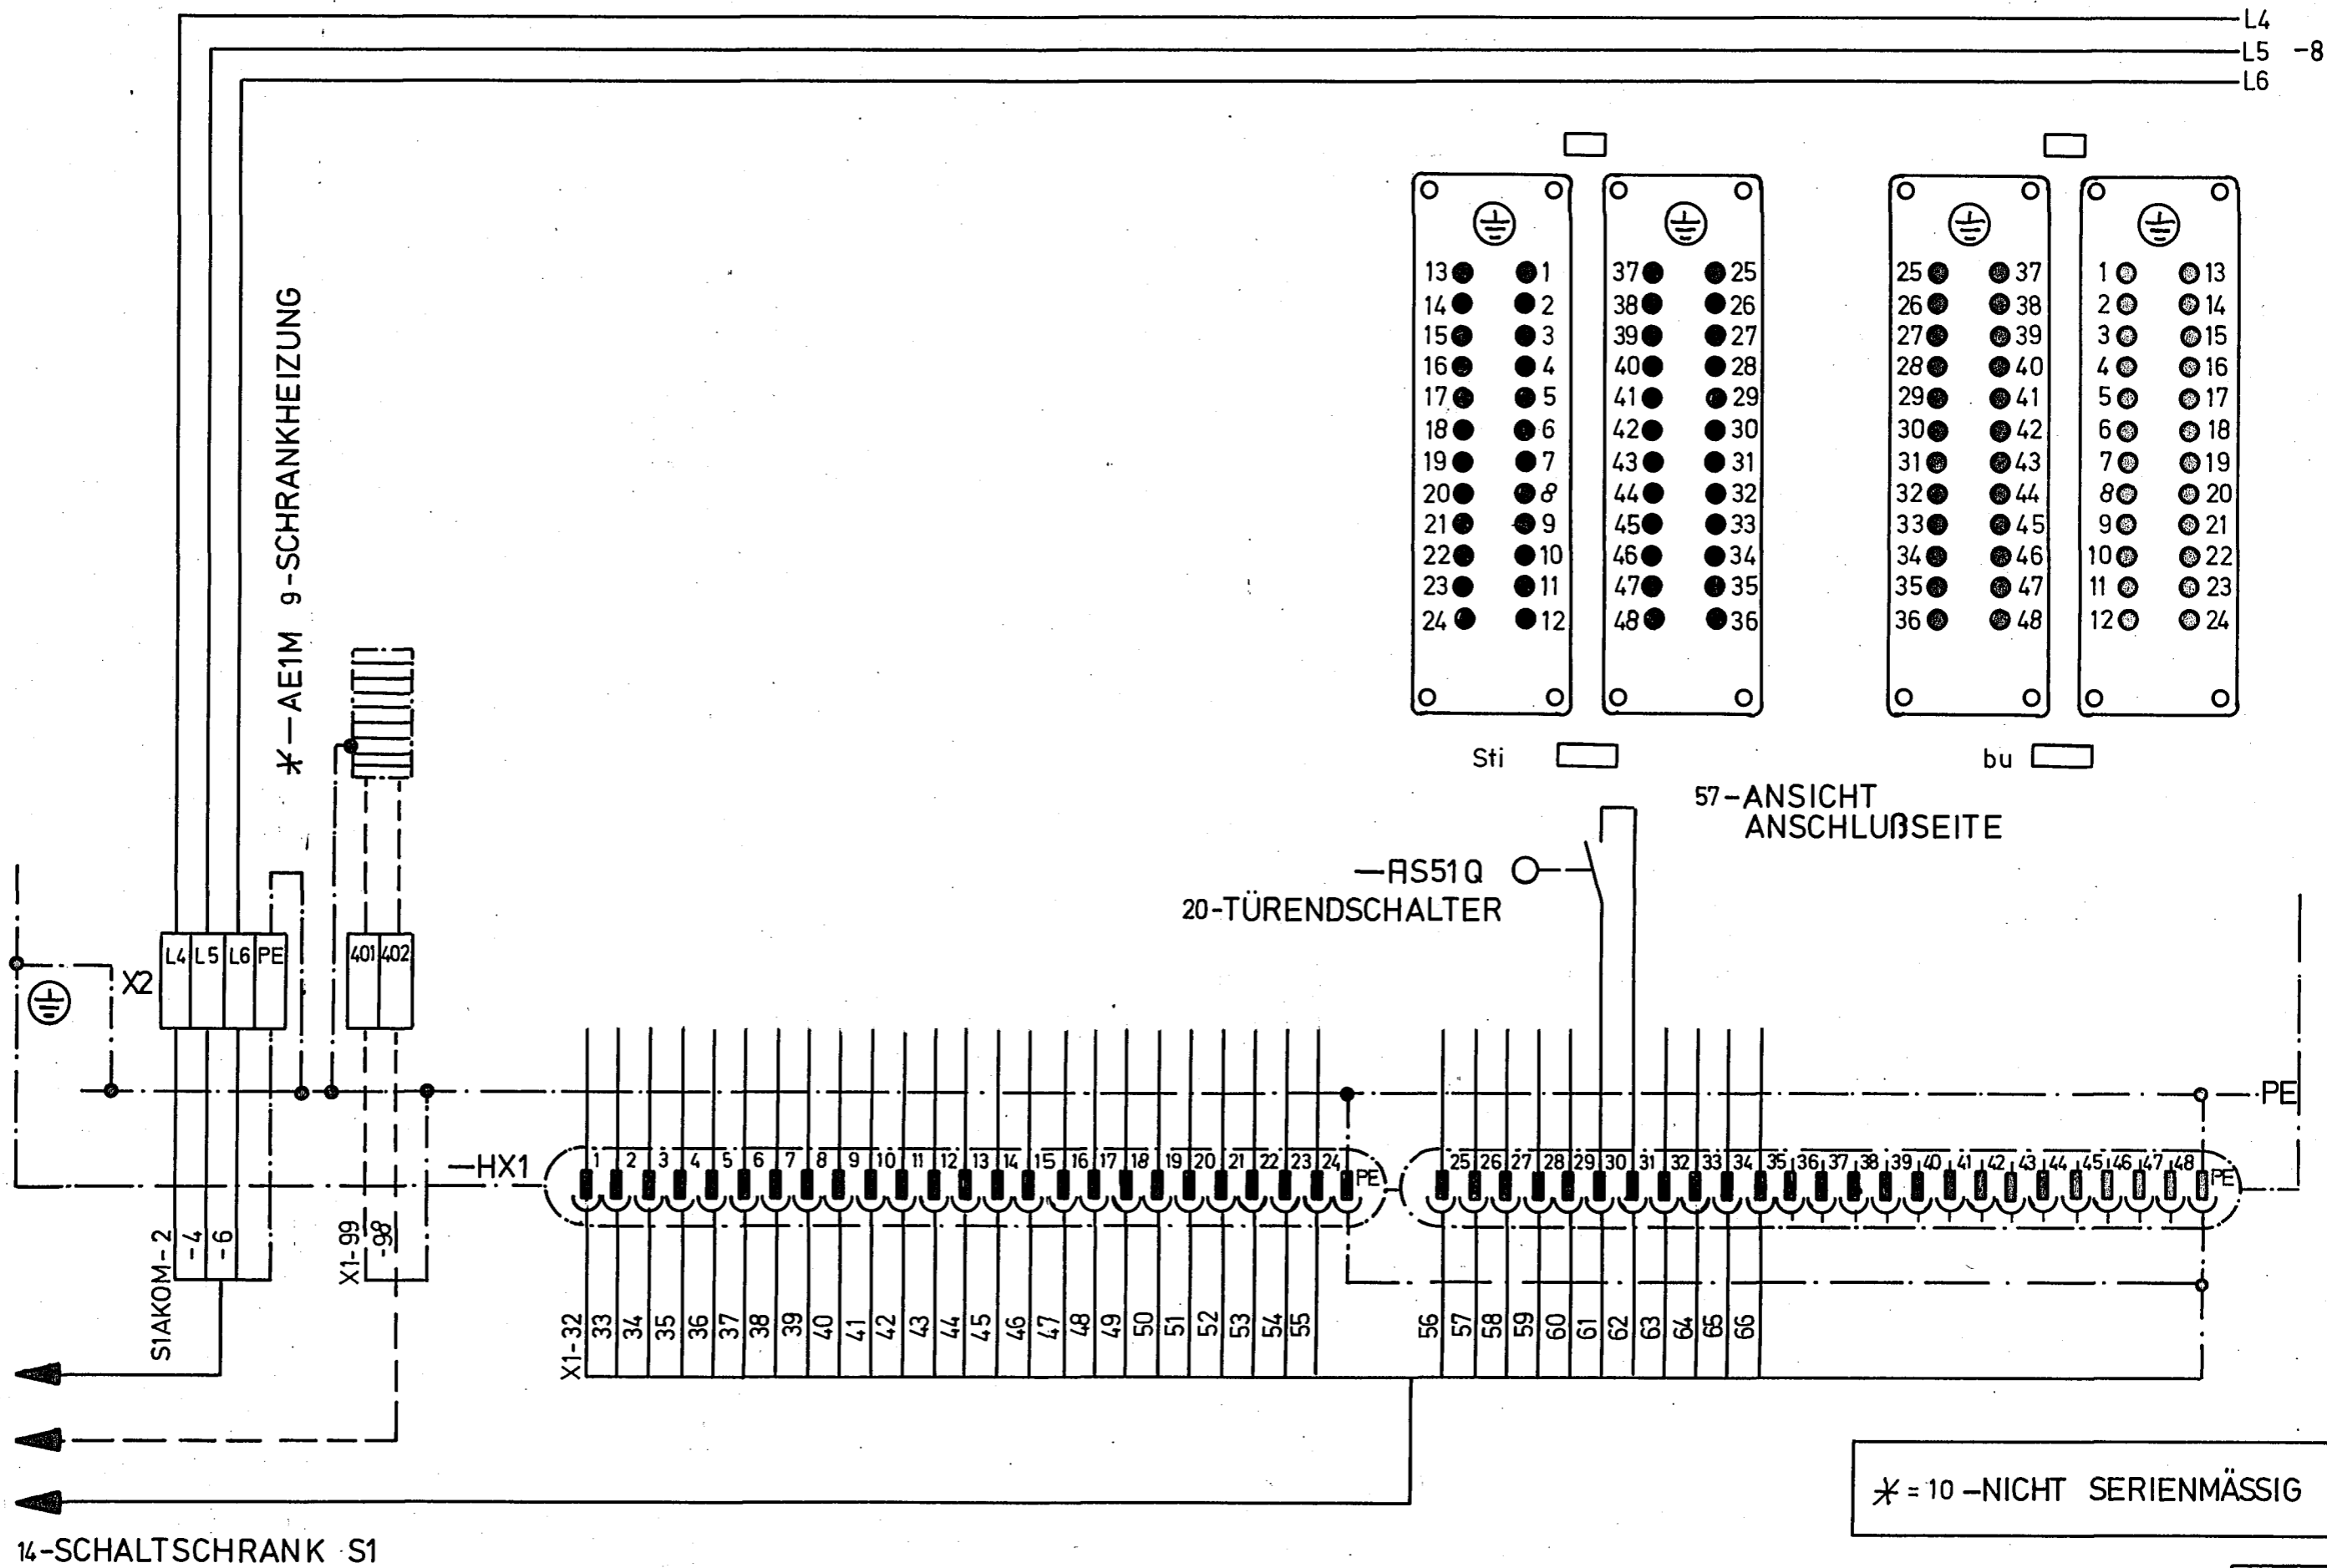 L4
L5 -8
L6
13 1 37 25 25 37 1 13
14 2 38 26 26 38 2 14
15 3 39 27 27 39 3 15
16 4 40 28 28 40 4 16
17 5 41 29 29 41 5 17
18 6 42 30 30 42 6 18
19 7 43 31 31 43 7 19
20 8 44 32 32 44 8 20
21 9 45 33 33 45 9 21
22 10 46 34 34 46 10 22
23 11 47 35 35 47 11 23
24 12 48 36 36 48 12 24
Sti
bu
57-ANSICHT
ANSCHLUßSEITE
*-AE1M 9-SCHRANKHEIZUNG
-AS51Q
20-TÜRENDSCHALTER
X2
L4 L5 L6 PE
401 402
PE
-HX1
1 2 3 4 5 6 7 8 9 10 11 12 13 14 15 16 17 18 19 20 21 22 23 24 PE
25 26 27 28 29 30 31 32 33 34 35 36 37 38 39 40 41 42 43 44 45 46 47 48 PE
S1AKOM-2
-4
-6
X1-99
-98
X1-32 33 34 35 36 37 38 39 40 41 42 43 44 45 46 47 48 49 50 51 52 53 54 55
56 57 58 59 60 61 62 63 64 65 66
*=10-NICHT SERIENMÄSSIG
14-SCHALTSCHRANK S1